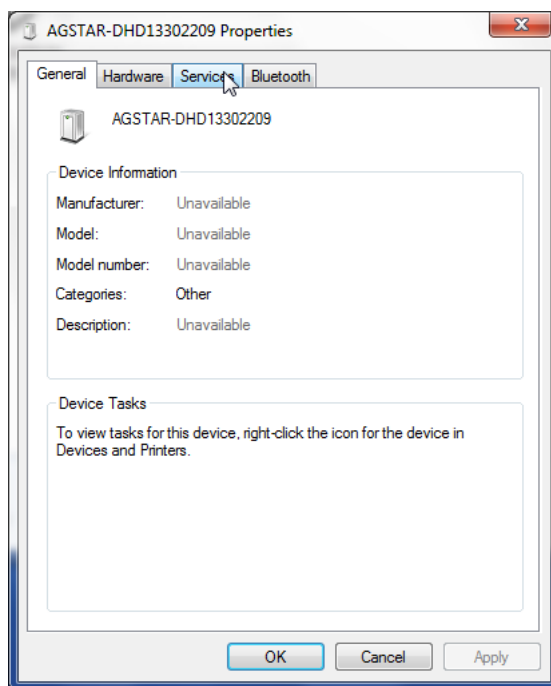 AGSTAR-DHD13302209 Properties
X
General Hardware Services Bluetooth
AGSTAR-DHD13302209
Device Information
Manufacturer: Unavailable
Model: Unavailable
Model number: Unavailable
Categories: Other
Description: Unavailable
Device Tasks
To view tasks for this device, right-click the icon for the device in
Devices and Printers.
OK Cancel Apply